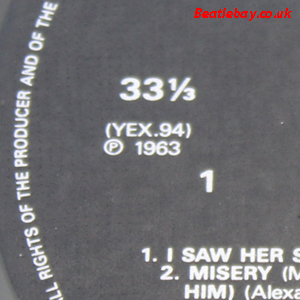 Beatlebay.co.uk
33⅓
(YEX.94)
℗ 1963
1
ALL RIGHTS OF THE PRODUCER AND OF THE
1. I SAW HER S
2. MISERY (M
HIM) (Alexa